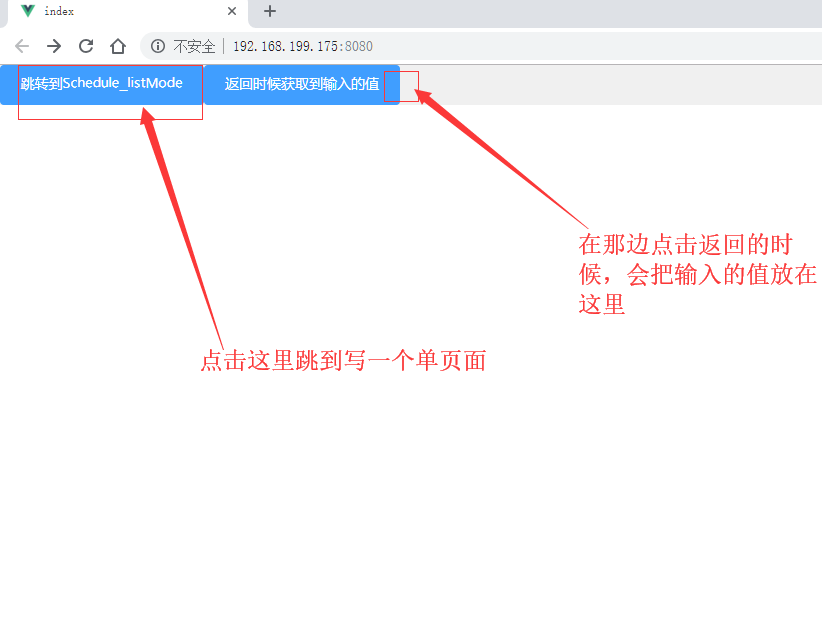 index
不安全 | 192.168.199.175:8080
跳转到Schedule_listMode
返回时候获取到输入的值
在那边点击返回的时
候，会把输入的值放在
这里
点击这里跳到写一个单页面